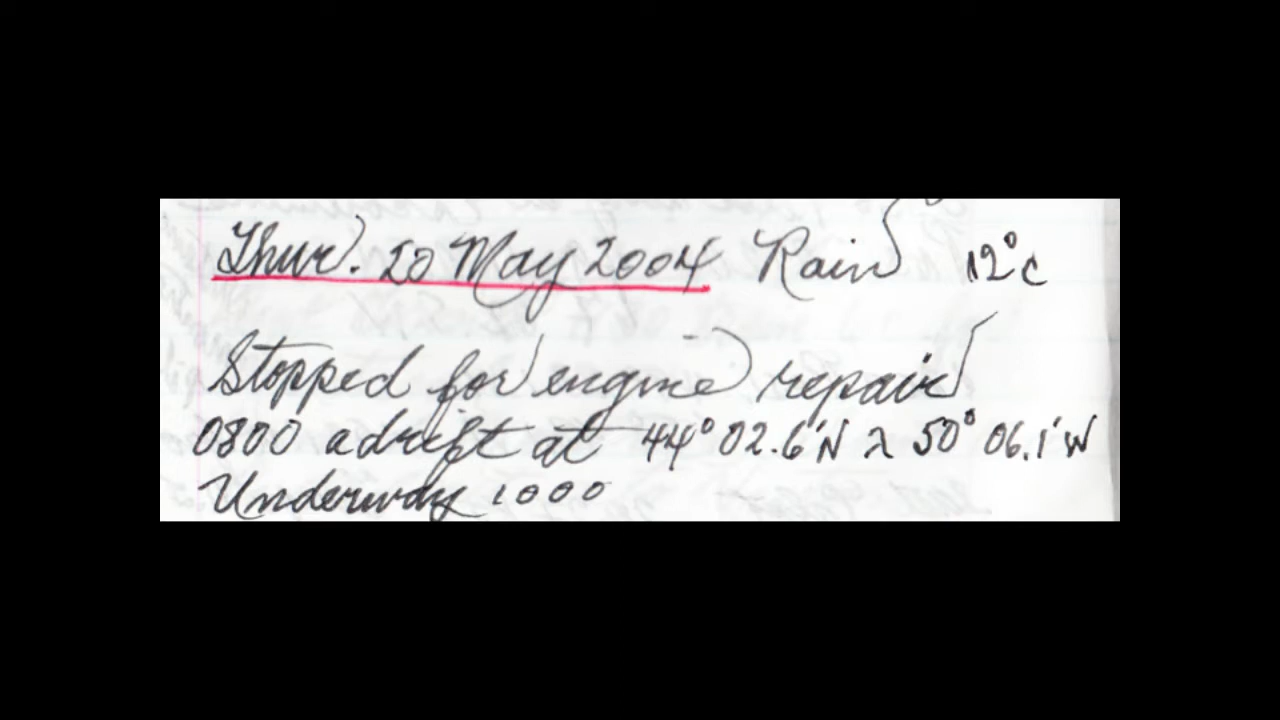 Thur. 20 May 2004 Rain 12°C
Stopped for engine repair
0800 adrift at 44° 02.6'N λ 50° 06.1'W
Underway 1000